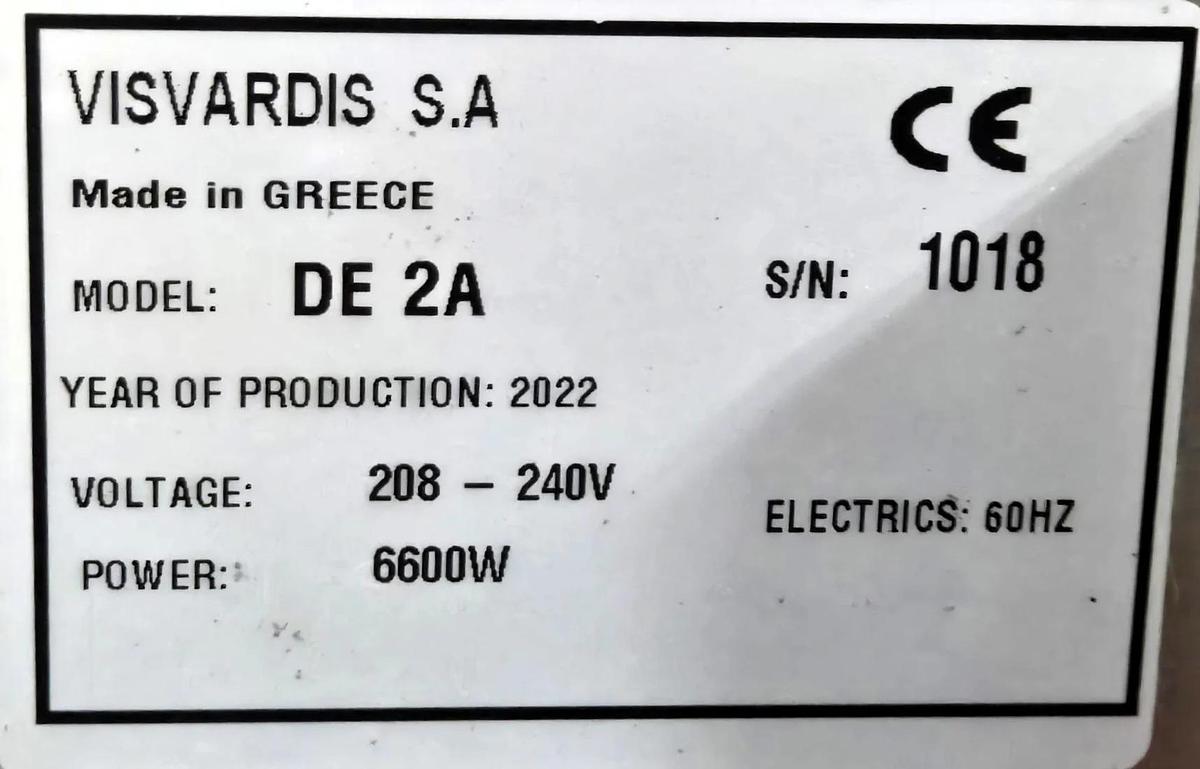 VISVARDIS S.A
CE
Made in GREECE
MODEL: DE 2A
S/N: 1018
YEAR OF PRODUCTION: 2022
VOLTAGE: 208 – 240V
ELECTRICS: 60HZ
POWER: 6600W